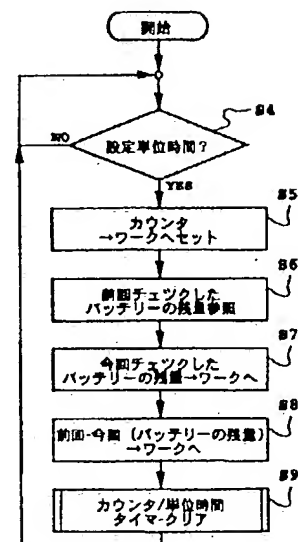 開始
S4
NO
設定単位時間？
YES
S5
カウンタ
→ワークへセット
S6
前回チェックした
バッテリーの残量参照
S7
今回チェックした
バッテリーの残量→ワークへ
S8
前回-今回（バッテリーの残量）
→ワークへ
S9
カウンタ/単位時間
タイマ-クリア